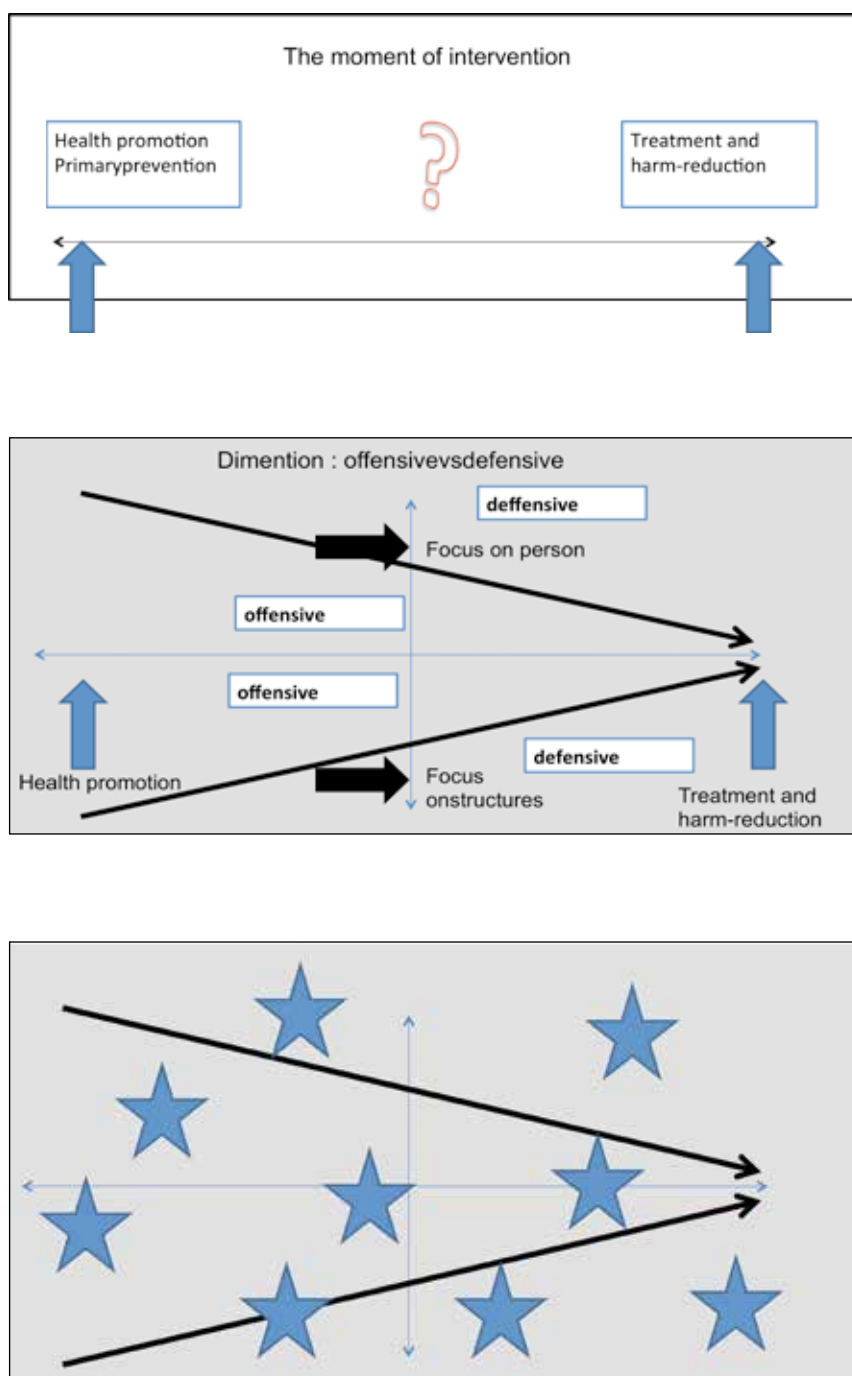 The moment of intervention
Health promotion
Primaryprevention
?
Treatment and
harm-reduction
Dimention : offensivevsdefensive
deffensive
Focus on person
offensive
offensive
defensive
Health promotion
Focus
onstructures
Treatment and
harm-reduction